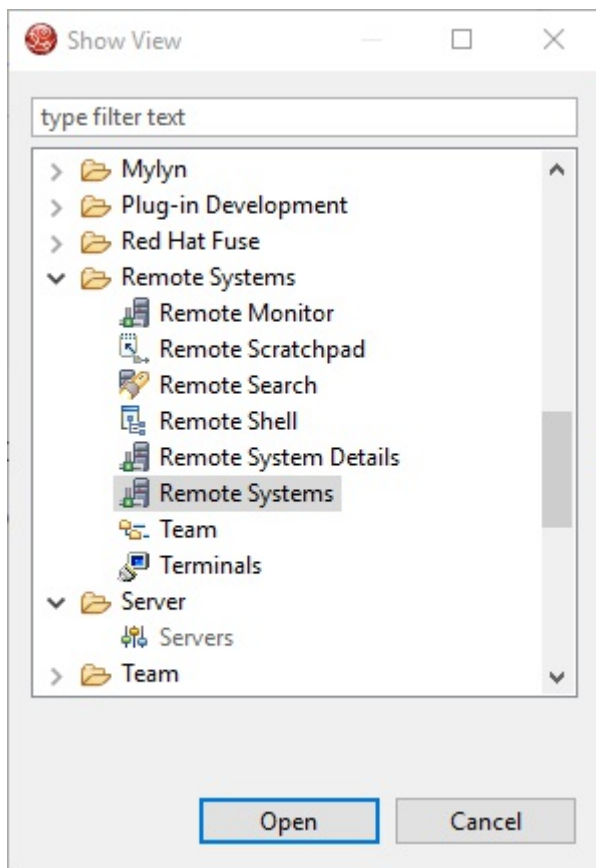 Show View
type filter text
Mylyn
Plug-in Development
Red Hat Fuse
Remote Systems
Remote Monitor
Remote Scratchpad
Remote Search
Remote Shell
Remote System Details
Remote Systems
Team
Terminals
Server
Servers
Team
Open Cancel